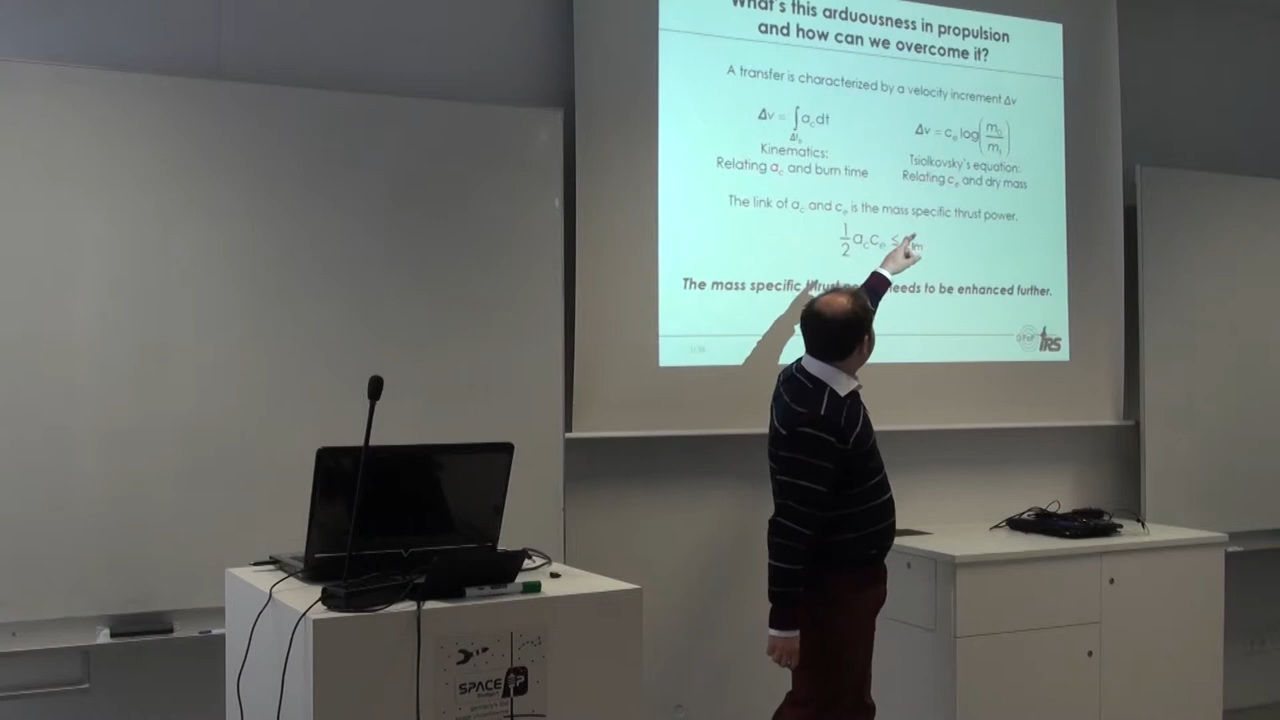 What's this arduousness in propulsion
and how can we overcome it?
A transfer is characterized by a velocity increment Δv
Δv = ∫ a_c dt
Δt_b
Kinematics:
Relating a_c and burn time
Δv = c_e log(m_0/m_1)
Tsiolkovsky's equation:
Relating c_e and dry mass
The link of a_c and c_e is the mass specific thrust power.
1/2 a_c c_e ≤
The mass specific thrust needs to be enhanced further.
IRS
SPACE